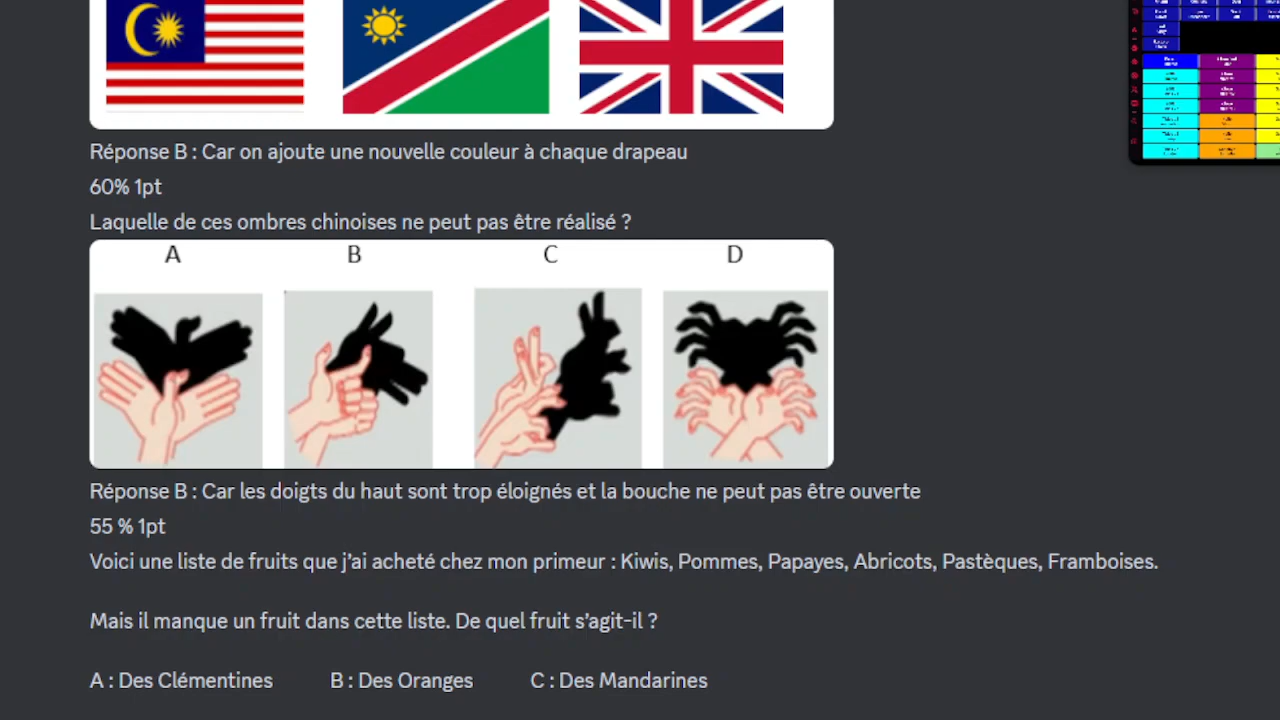 Réponse B : Car on ajoute une nouvelle couleur à chaque drapeau
60% 1pt
Laquelle de ces ombres chinoises ne peut pas être réalisé ?
A B C D
Réponse B : Car les doigts du haut sont trop éloignés et la bouche ne peut pas être ouverte
55 % 1pt
Voici une liste de fruits que j’ai acheté chez mon primeur : Kiwis, Pommes, Papayes, Abricots, Pastèques, Framboises.
Mais il manque un fruit dans cette liste. De quel fruit s’agit-il ?
A : Des Clémentines B : Des Oranges C : Des Mandarines